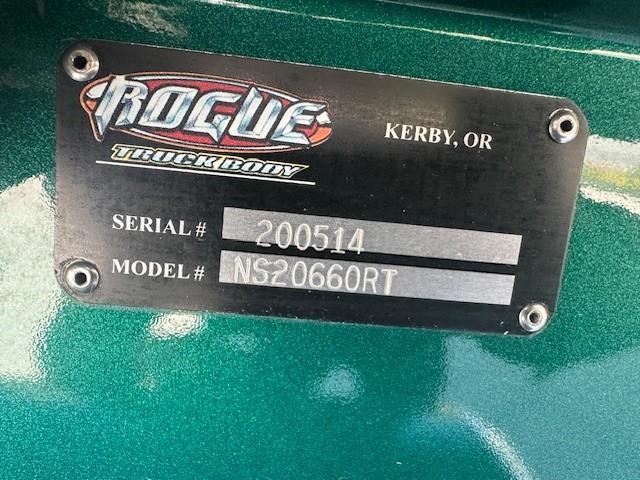 ROGUE
TRUCK BODY
KERBY, OR
SERIAL # 200514
MODEL # NS20660RT